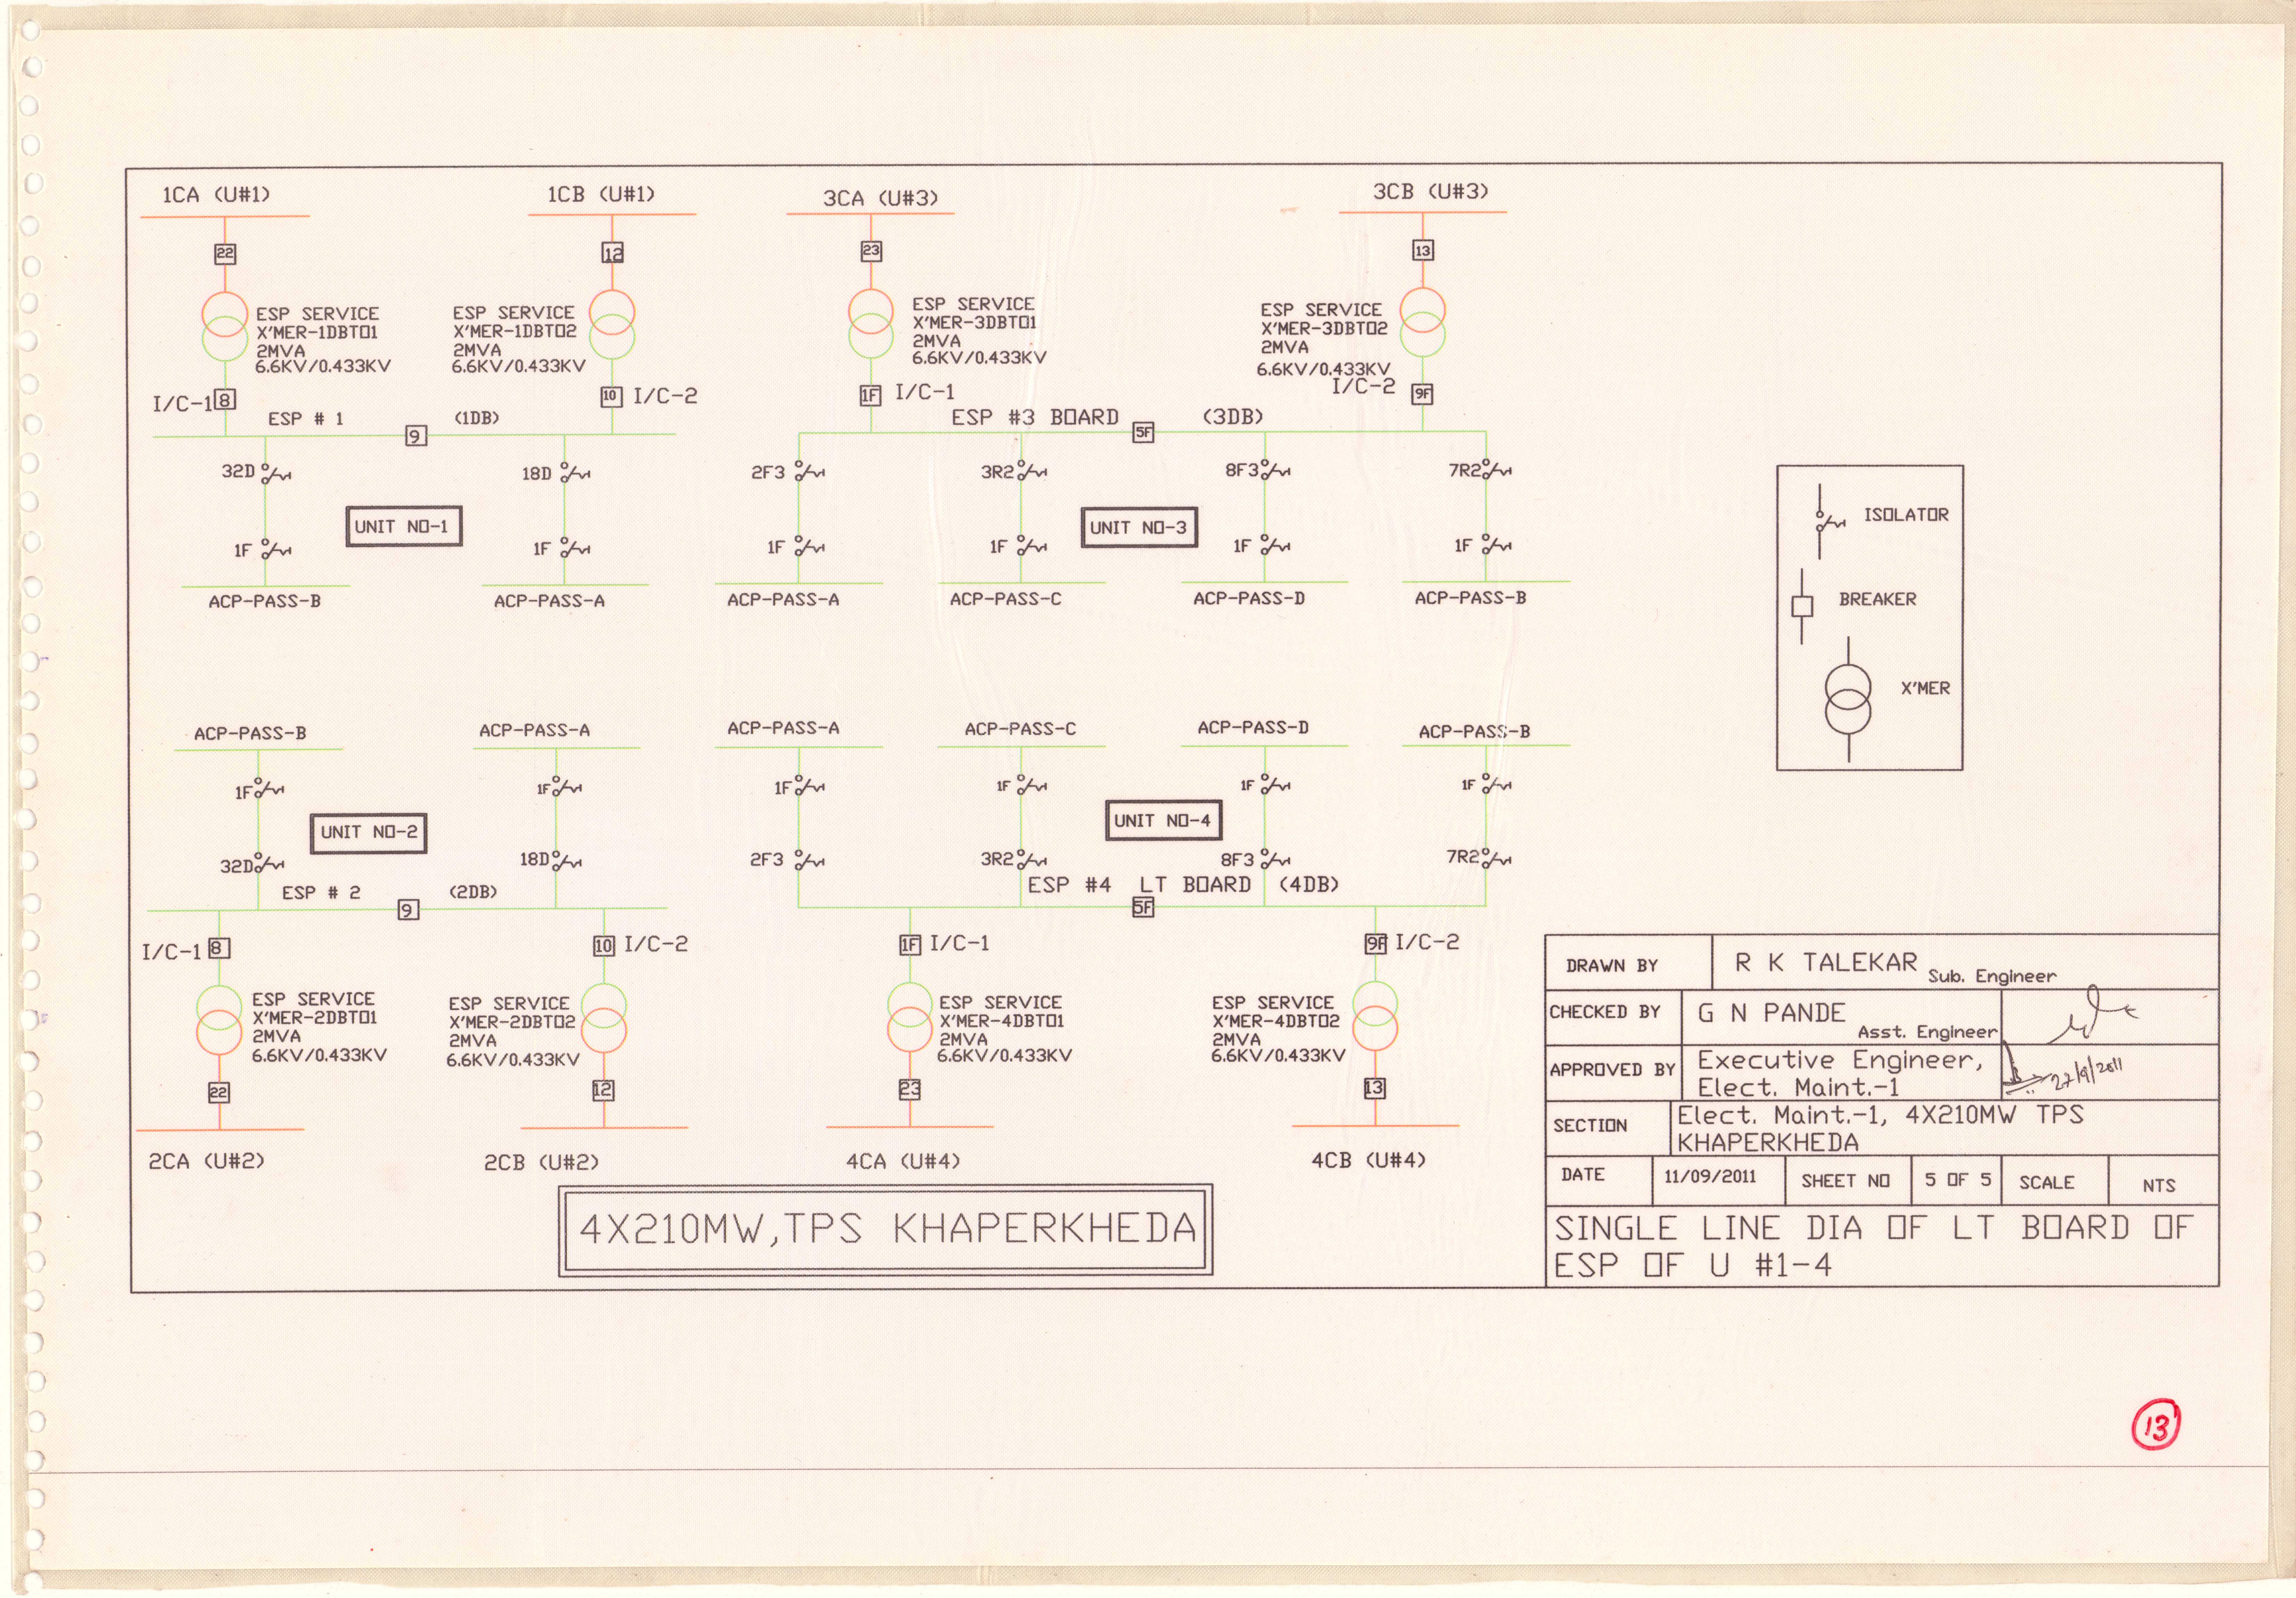 1CA (U#1)
1CB (U#1)
3CA (U#3)
3CB (U#3)
22
12
23
13
ESP SERVICE
X'MER-1DBT01
2MVA
6.6KV/0.433KV
ESP SERVICE
X'MER-1DBT02
2MVA
6.6KV/0.433KV
ESP SERVICE
X'MER-3DBT01
2MVA
6.6KV/0.433KV
ESP SERVICE
X'MER-3DBT02
2MVA
6.6KV/0.433KV
I/C-1 8
10 I/C-2
1F I/C-1
I/C-2 9F
ESP # 1 9 (1DB)
ESP #3 BOARD 5F (3DB)
32D
18D
2F3
3R2
8F3
7R2
UNIT NO-1
UNIT NO-3
1F
1F
1F
1F
1F
1F
ACP-PASS-B
ACP-PASS-A
ACP-PASS-A
ACP-PASS-C
ACP-PASS-D
ACP-PASS-B
ISOLATOR
BREAKER
X'MER
ACP-PASS-B
ACP-PASS-A
ACP-PASS-A
ACP-PASS-C
ACP-PASS-D
ACP-PASS-B
1F
1F
1F
1F
1F
1F
UNIT NO-2
UNIT NO-4
32D
18D
2F3
3R2
8F3
7R2
ESP # 2 9 (2DB)
ESP #4 LT BOARD (4DB)
5F
I/C-1 8
10 I/C-2
1F I/C-1
9F I/C-2
ESP SERVICE
X'MER-2DBT01
2MVA
6.6KV/0.433KV
ESP SERVICE
X'MER-2DBT02
2MVA
6.6KV/0.433KV
ESP SERVICE
X'MER-4DBT01
2MVA
6.6KV/0.433KV
ESP SERVICE
X'MER-4DBT02
2MVA
6.6KV/0.433KV
22
12
23
13
2CA (U#2)
2CB (U#2)
4CA (U#4)
4CB (U#4)
4X210MW,TPS KHAPERKHEDA
DRAWN BY R K TALEKAR Sub. Engineer
CHECKED BY G N PANDE Asst. Engineer
APPROVED BY Executive Engineer,
Elect. Maint.-1
27/9/2011
SECTION Elect. Maint.-1, 4X210MW TPS
KHAPERKHEDA
DATE 11/09/2011 SHEET NO 5 OF 5 SCALE NTS
SINGLE LINE DIA OF LT BOARD OF
ESP OF U #1-4
13